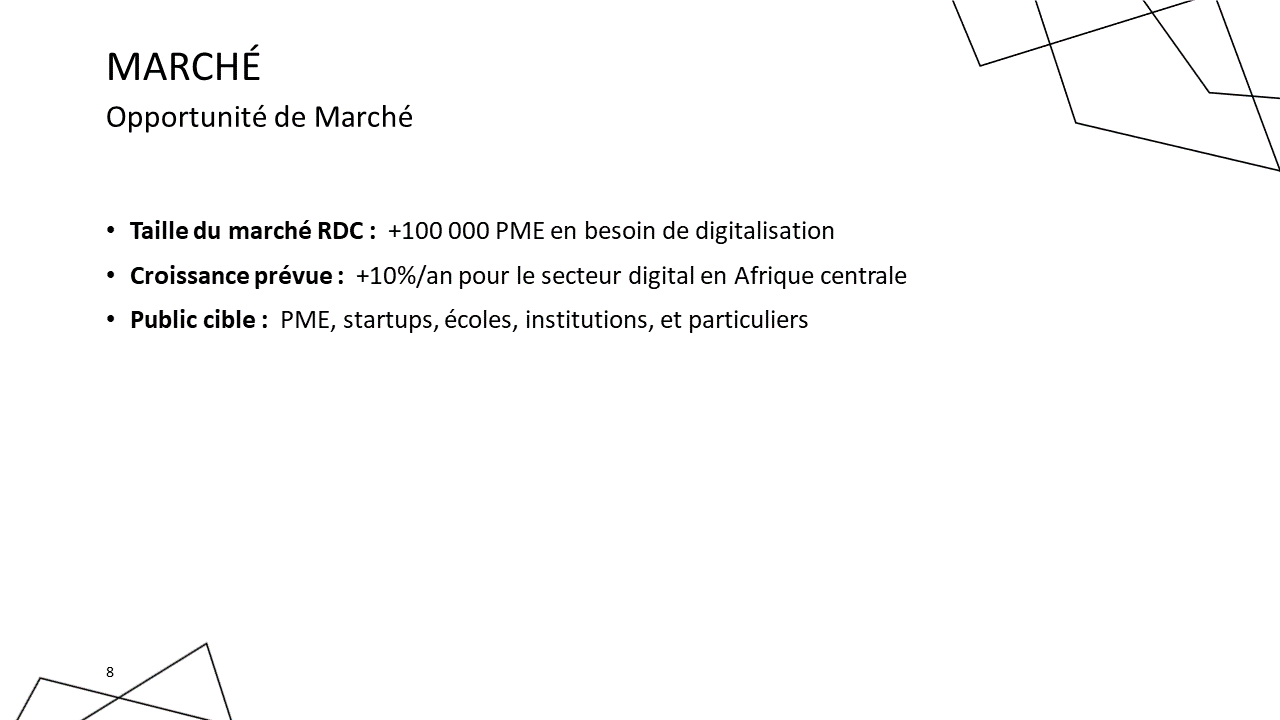 MARCHÉ
Opportunité de Marché
• Taille du marché RDC : +100 000 PME en besoin de digitalisation
• Croissance prévue : +10%/an pour le secteur digital en Afrique centrale
• Public cible : PME, startups, écoles, institutions, et particuliers
8